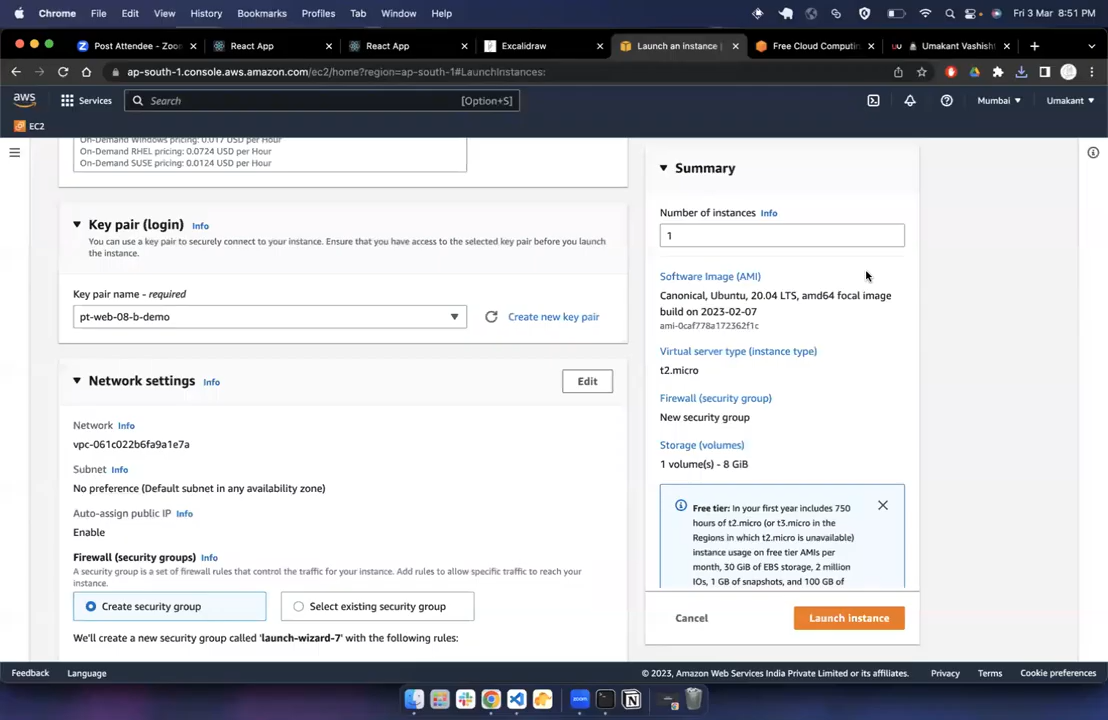 Chrome File Edit View History Bookmarks Profiles Tab Window Help Fri 3 Mar 8:51 PM
Post Attendee - Zoo React App React App Excalidraw Launch an instance | Free Cloud Computin Umakant Vashish
ap-south-1.console.aws.amazon.com/ec2/home?region=ap-south-1#LaunchInstances:
aws Services Search [Option+S] Mumbai Umakant
EC2
On-Demand Windows pricing: 0.017 USD per Hour
On-Demand RHEL pricing: 0.0724 USD per Hour
On-Demand SUSE pricing: 0.0124 USD per Hour
Key pair (login) Info
You can use a key pair to securely connect to your instance. Ensure that you have access to the selected key pair before you launch
the instance.
Key pair name - required
pt-web-08-b-demo
Create new key pair
Network settings Info
Edit
Network Info
vpc-061c022b6fa9a1e7a
Subnet Info
No preference (Default subnet in any availability zone)
Auto-assign public IP Info
Enable
Firewall (security groups) Info
A security group is a set of firewall rules that control the traffic for your instance. Add rules to allow specific traffic to reach your
instance.
Create security group
Select existing security group
We'll create a new security group called 'launch-wizard-7' with the following rules:
Summary
Number of instances Info
1
Software Image (AMI)
Canonical, Ubuntu, 20.04 LTS, amd64 focal image
build on 2023-02-07
ami-0caf778a172362f1c
Virtual server type (instance type)
t2.micro
Firewall (security group)
New security group
Storage (volumes)
1 volume(s) - 8 GiB
Free tier: In your first year includes 750
hours of t2.micro (or t3.micro in the
Regions in which t2.micro is unavailable)
instance usage on free tier AMIs per
month, 30 GiB of EBS storage, 2 million
IOs, 1 GB of snapshots, and 100 GB of
Cancel
Launch instance
Feedback Language © 2023, Amazon Web Services India Private Limited or its affiliates. Privacy Terms Cookie preferences
zoom